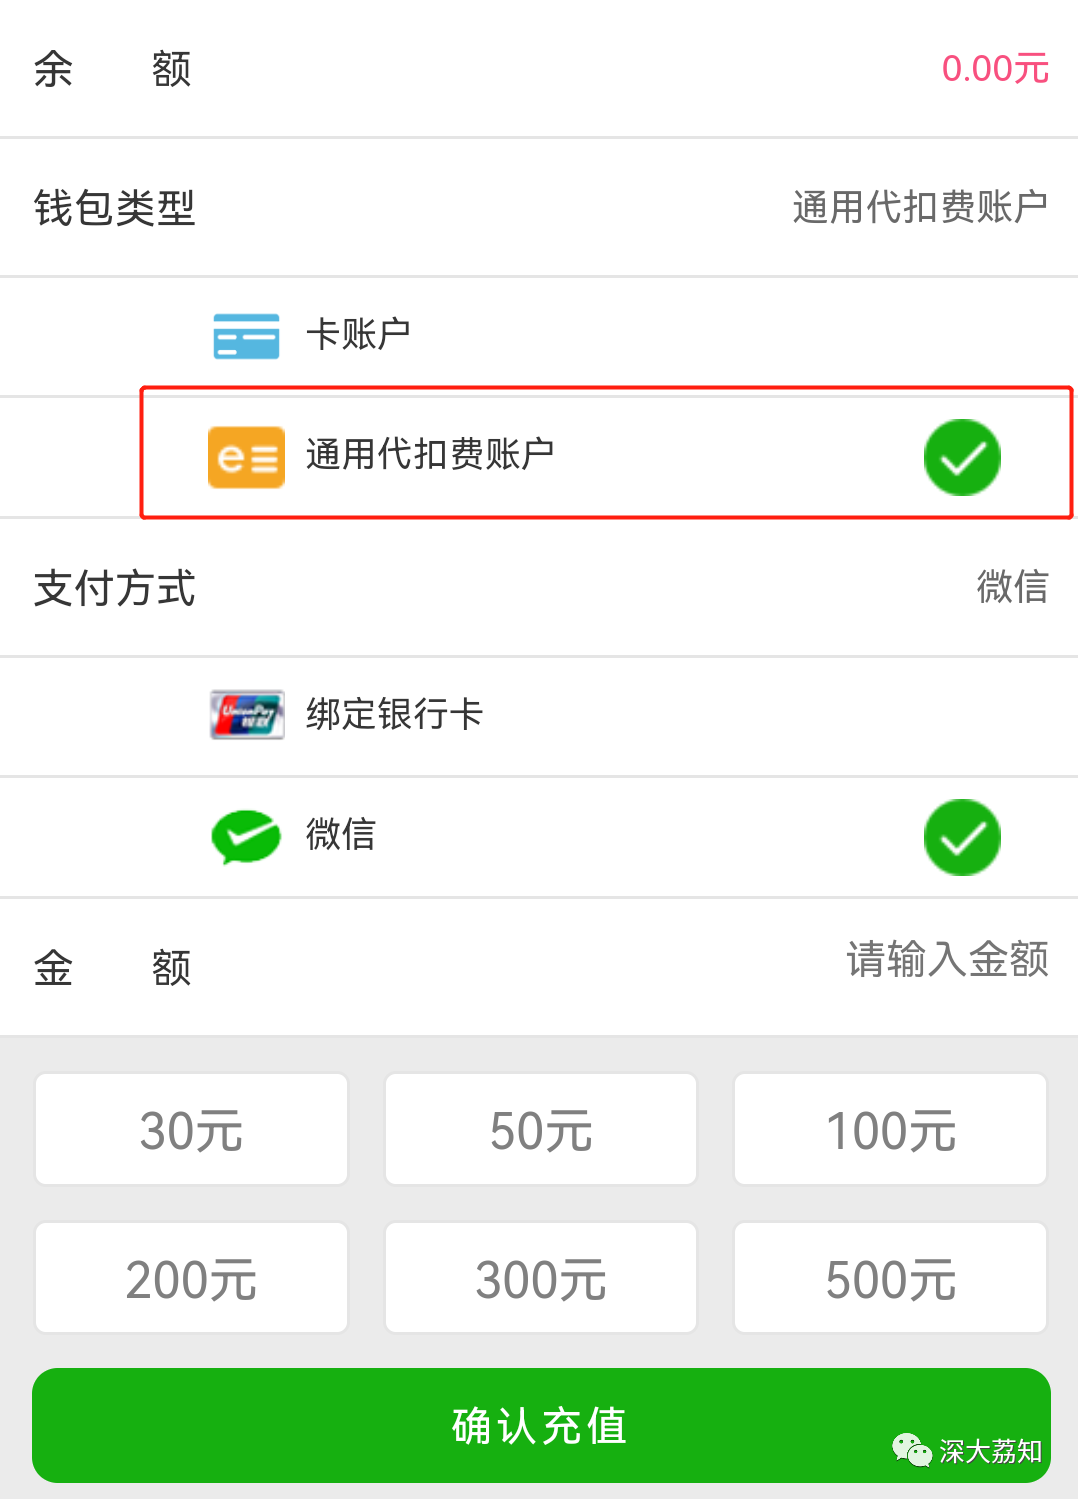 余 额 0.00元
钱包类型 通用代扣费账户
卡账户
e 通用代扣费账户
支付方式 微信
UnionPay 银联 绑定银行卡
微信
金 额 请输入金额
30元 50元 100元
200元 300元 500元
确认充值
深大荔知